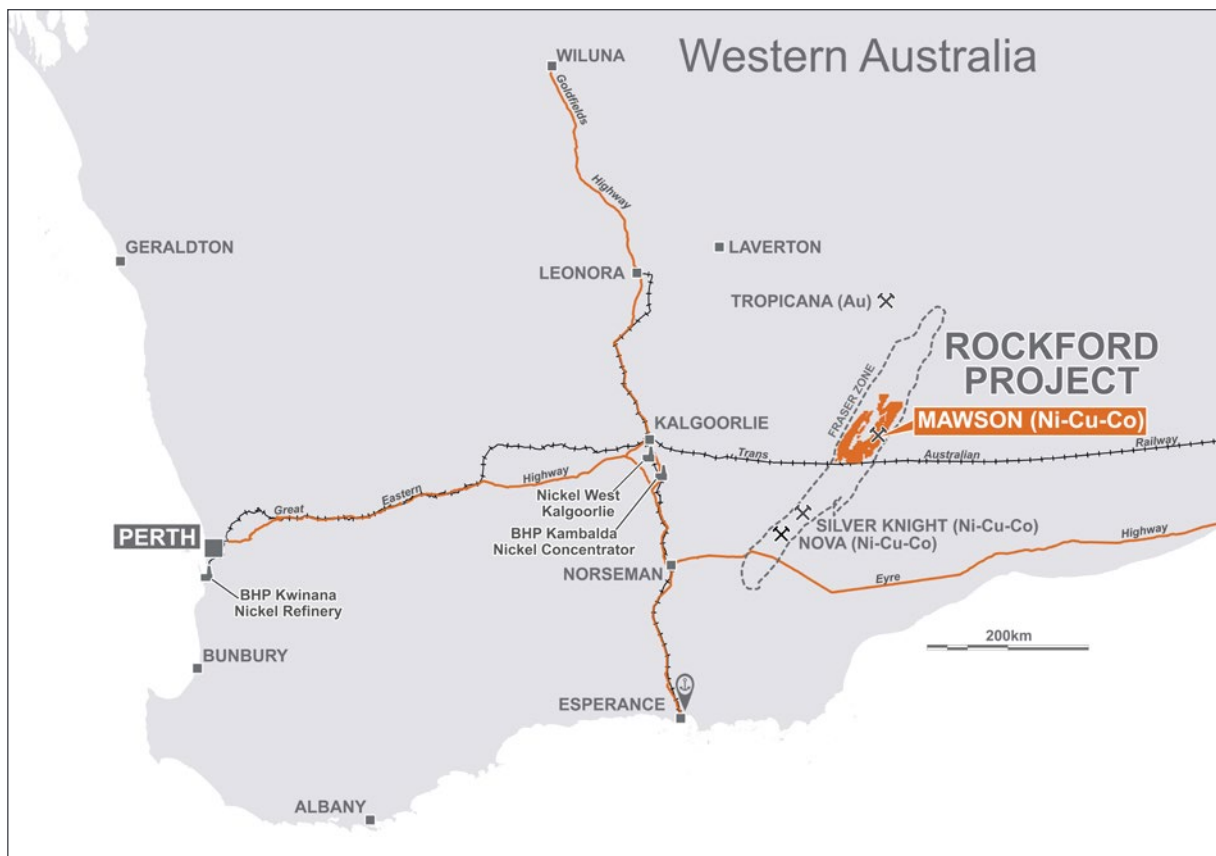 Western Australia
WILUNA
Goldfields
Highway
GERALDTON
LAVERTON
LEONORA
TROPICANA (Au)
ROCKFORD
PROJECT
FRASER ZONE
MAWSON (Ni-Cu-Co)
KALGOORLIE
Trans
Australian
Railway
Great
Eastern
Highway
Nickel West
Kalgoorlie
BHP Kambalda
Nickel Concentrator
SILVER KNIGHT (Ni-Cu-Co)
NOVA (Ni-Cu-Co)
Highway
PERTH
NORSEMAN
Eyre
BHP Kwinana
Nickel Refinery
200km
BUNBURY
ESPERANCE
ALBANY